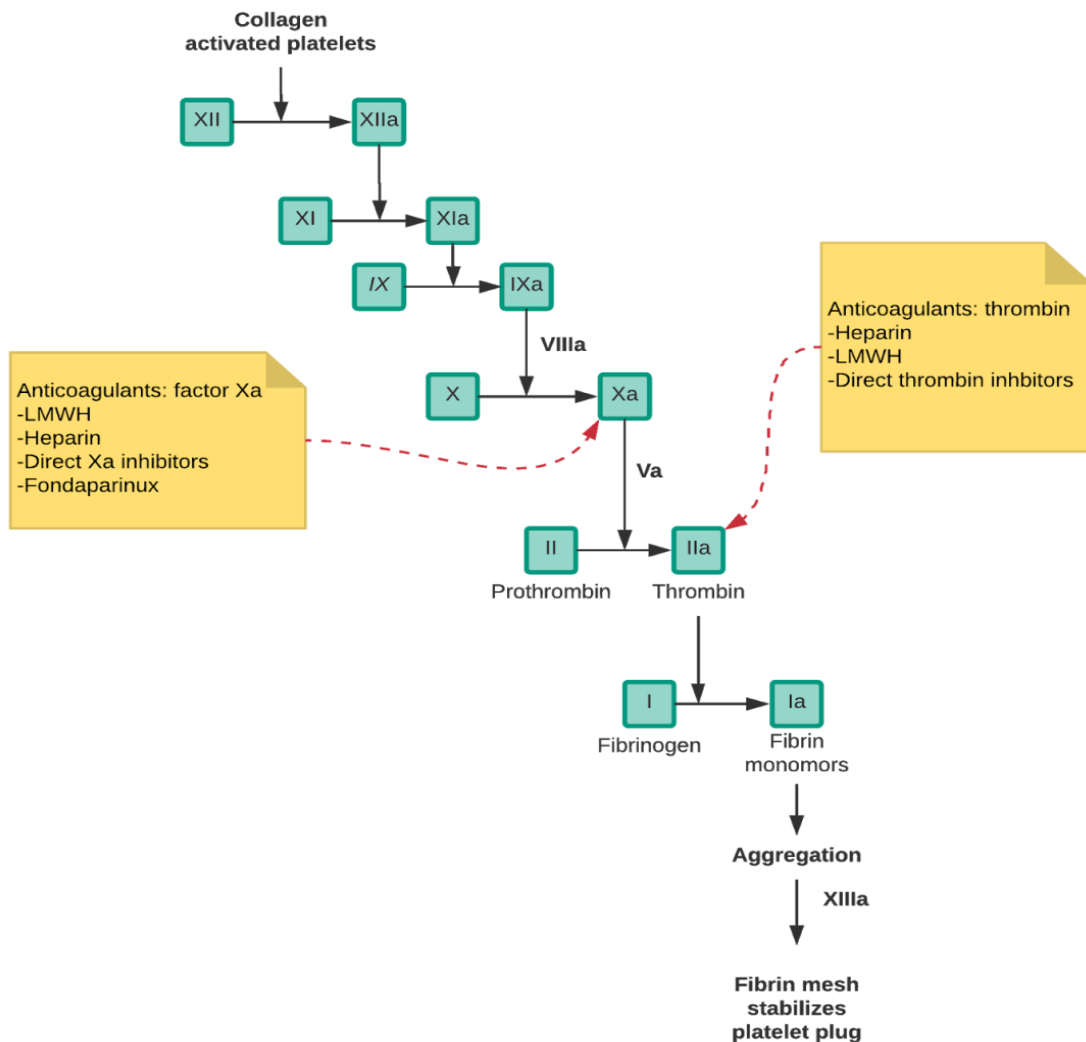 Collagen
activated platelets
XII
XIIa
XI
XIa
IX
IXa
VIIIa
Anticoagulants: thrombin
-Heparin
-LMWH
-Direct thrombin inhbitors
Anticoagulants: factor Xa
-LMWH
-Heparin
-Direct Xa inhibitors
-Fondaparinux
X
Xa
Va
II
IIa
Prothrombin
Thrombin
I
Ia
Fibrinogen
Fibrin
monomors
Aggregation
XIIIa
Fibrin mesh
stabilizes
platelet plug